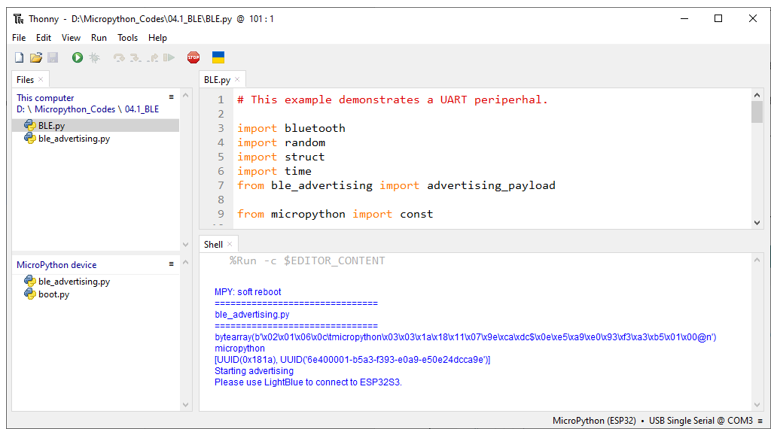 Thonny - D:\Micropython_Codes\04.1_BLE\BLE.py @ 101 : 1
File Edit View Run Tools Help
STOP
Files
This computer
D: \ Micropython_Codes \ 04.1_BLE
BLE.py
ble_advertising.py
MicroPython device
ble_advertising.py
boot.py
BLE.py
1 # This example demonstrates a UART periperhal.
2
3 import bluetooth
4 import random
5 import struct
6 import time
7 from ble_advertising import advertising_payload
8
9 from micropython import const
Shell
%Run -c $EDITOR_CONTENT
MPY: soft reboot
================================
ble_advertising.py
================================
bytearray(b'\x02\x01\x06\x0c\tmicropython\x03\x03\x1a\x18\x11\x07\x9e\xca\xdc$\x0e\xe5\xa9\xe0\x93\xf3\xa3\xb5\x01\x00@n')
micropython
[UUID(0x181a), UUID('6e400001-b5a3-f393-e0a9-e50e24dcca9e')]
Starting advertising
Please use LightBlue to connect to ESP32S3.
MicroPython (ESP32) • USB Single Serial @ COM3